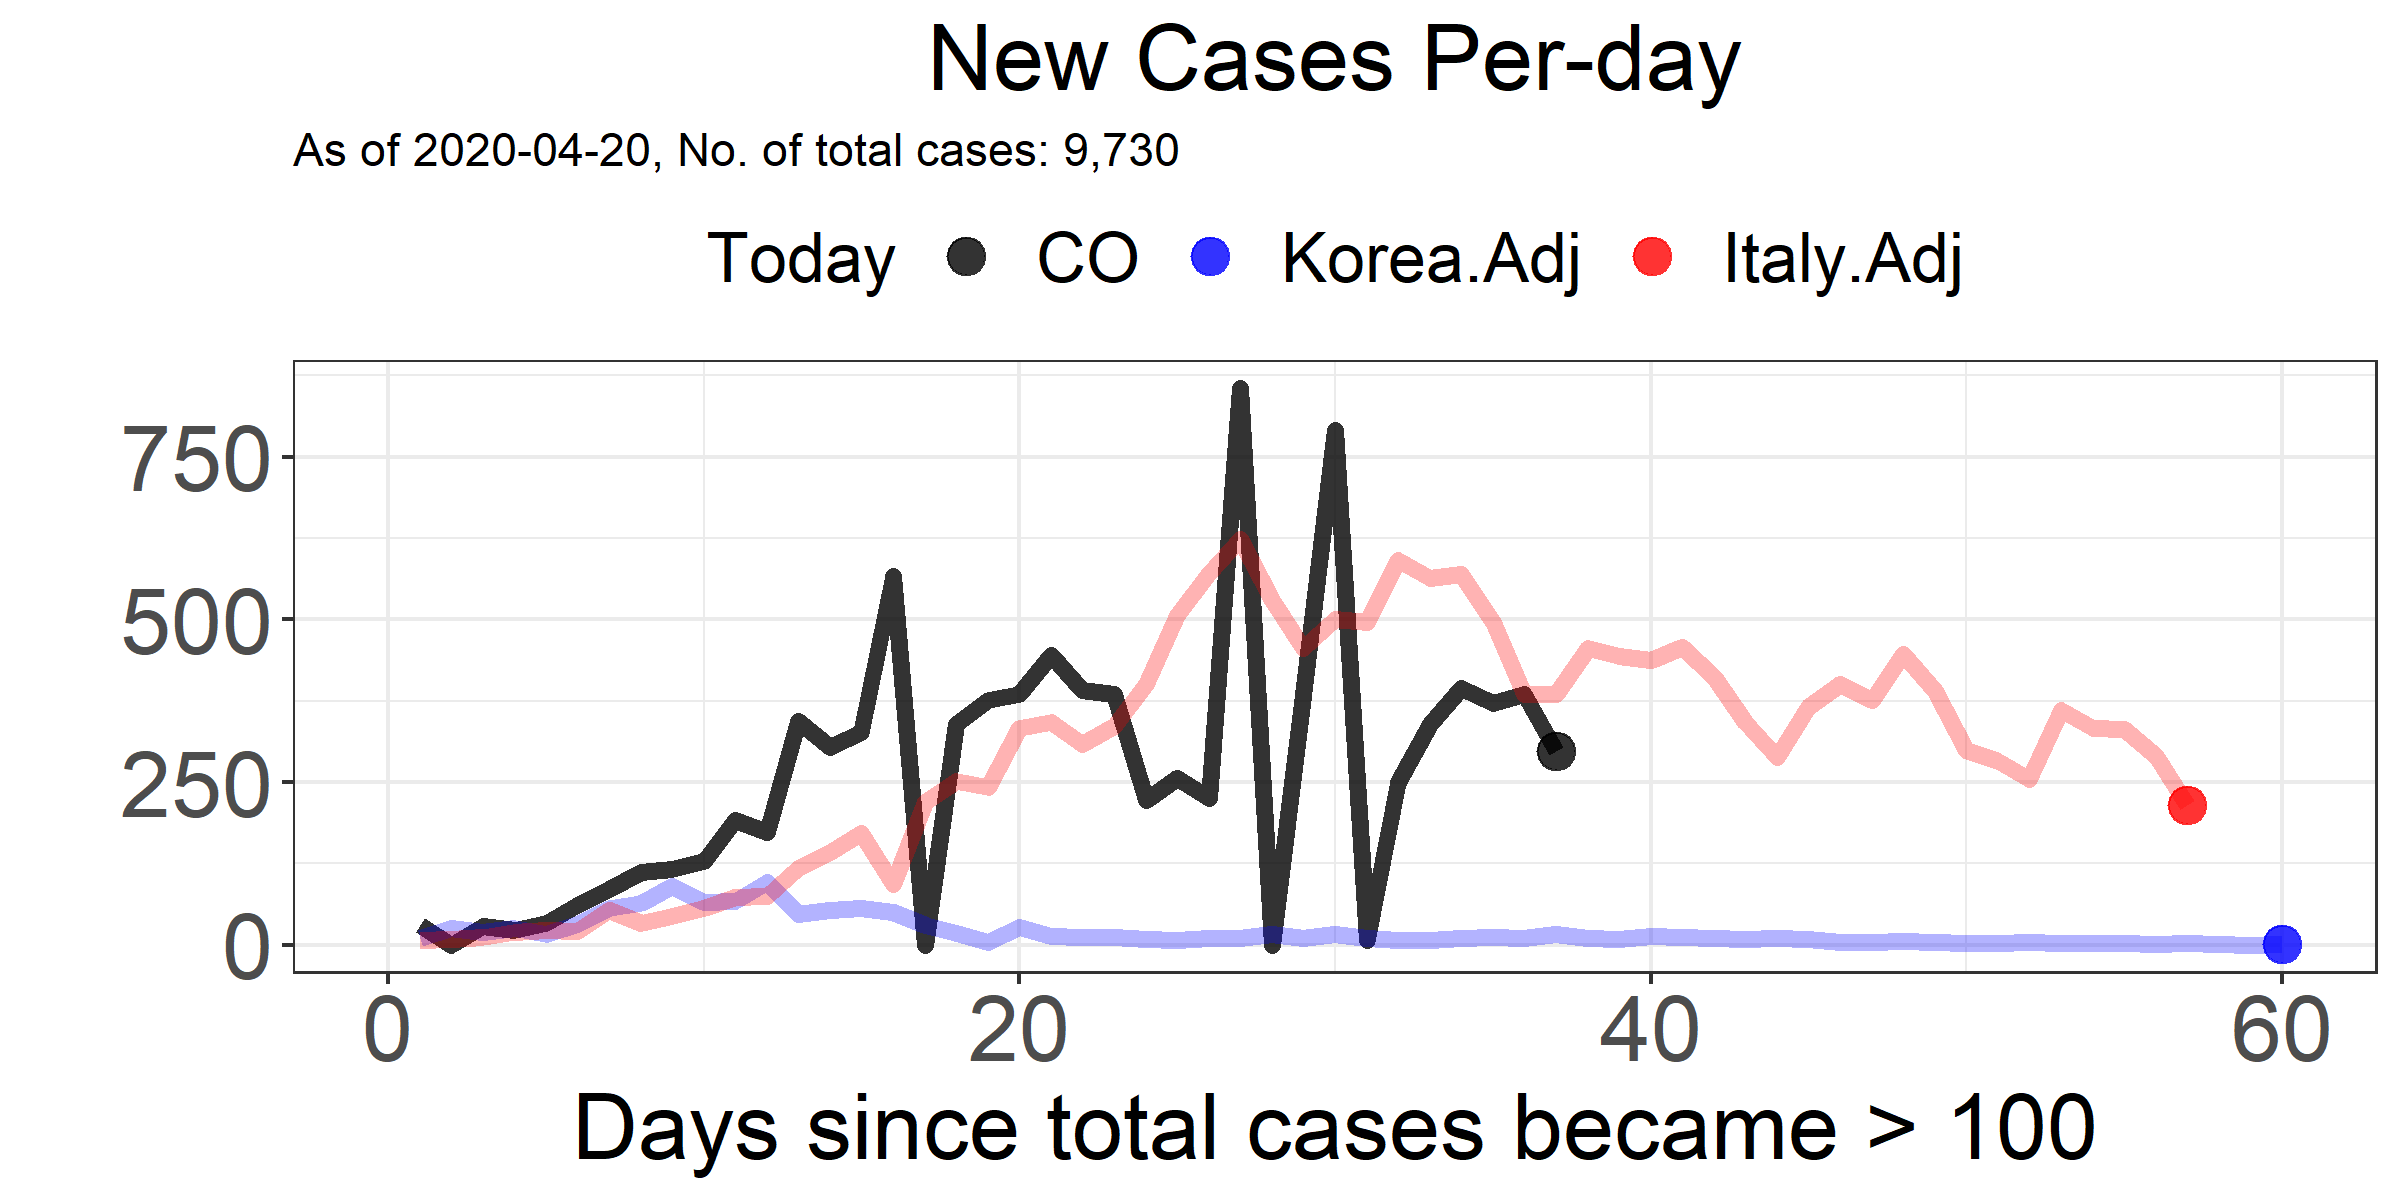 New Cases Per-day
As of 2020-04-20, No. of total cases: 9,730
Today CO Korea.Adj Italy.Adj
750
500
250
0
0 20 40 60
Days since total cases became > 100